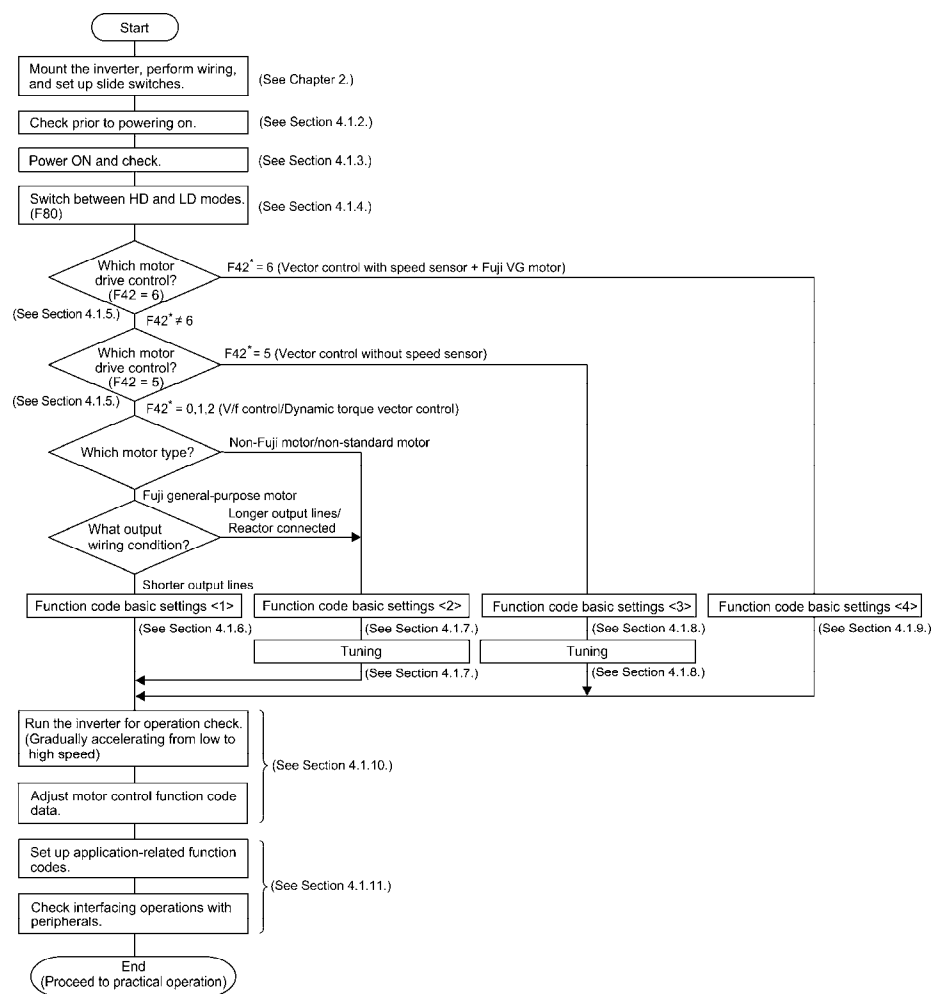 Start
Mount the inverter, perform wiring,
and set up slide switches.
(See Chapter 2.)
Check prior to powering on.
(See Section 4.1.2.)
Power ON and check.
(See Section 4.1.3.)
Switch between HD and LD modes.
(F80)
(See Section 4.1.4.)
Which motor
drive control?
(F42 = 6)
F42* = 6 (Vector control with speed sensor + Fuji VG motor)
(See Section 4.1.5.)
F42* ≠ 6
Which motor
drive control?
(F42 = 5)
F42* = 5 (Vector control without speed sensor)
(See Section 4.1.5.)
F42* = 0,1,2 (V/f control/Dynamic torque vector control)
Which motor type?
Non-Fuji motor/non-standard motor
Fuji general-purpose motor
What output
wiring condition?
Longer output lines/
Reactor connected
Shorter output lines
Function code basic settings <1>
Function code basic settings <2>
Function code basic settings <3>
Function code basic settings <4>
(See Section 4.1.6.)
(See Section 4.1.7.)
(See Section 4.1.8.)
(See Section 4.1.9.)
Tuning
Tuning
(See Section 4.1.7.)
(See Section 4.1.8.)
Run the inverter for operation check.
(Gradually accelerating from low to
high speed)
(See Section 4.1.10.)
Adjust motor control function code
data.
Set up application-related function
codes.
(See Section 4.1.11.)
Check interfacing operations with
peripherals.
End
(Proceed to practical operation)